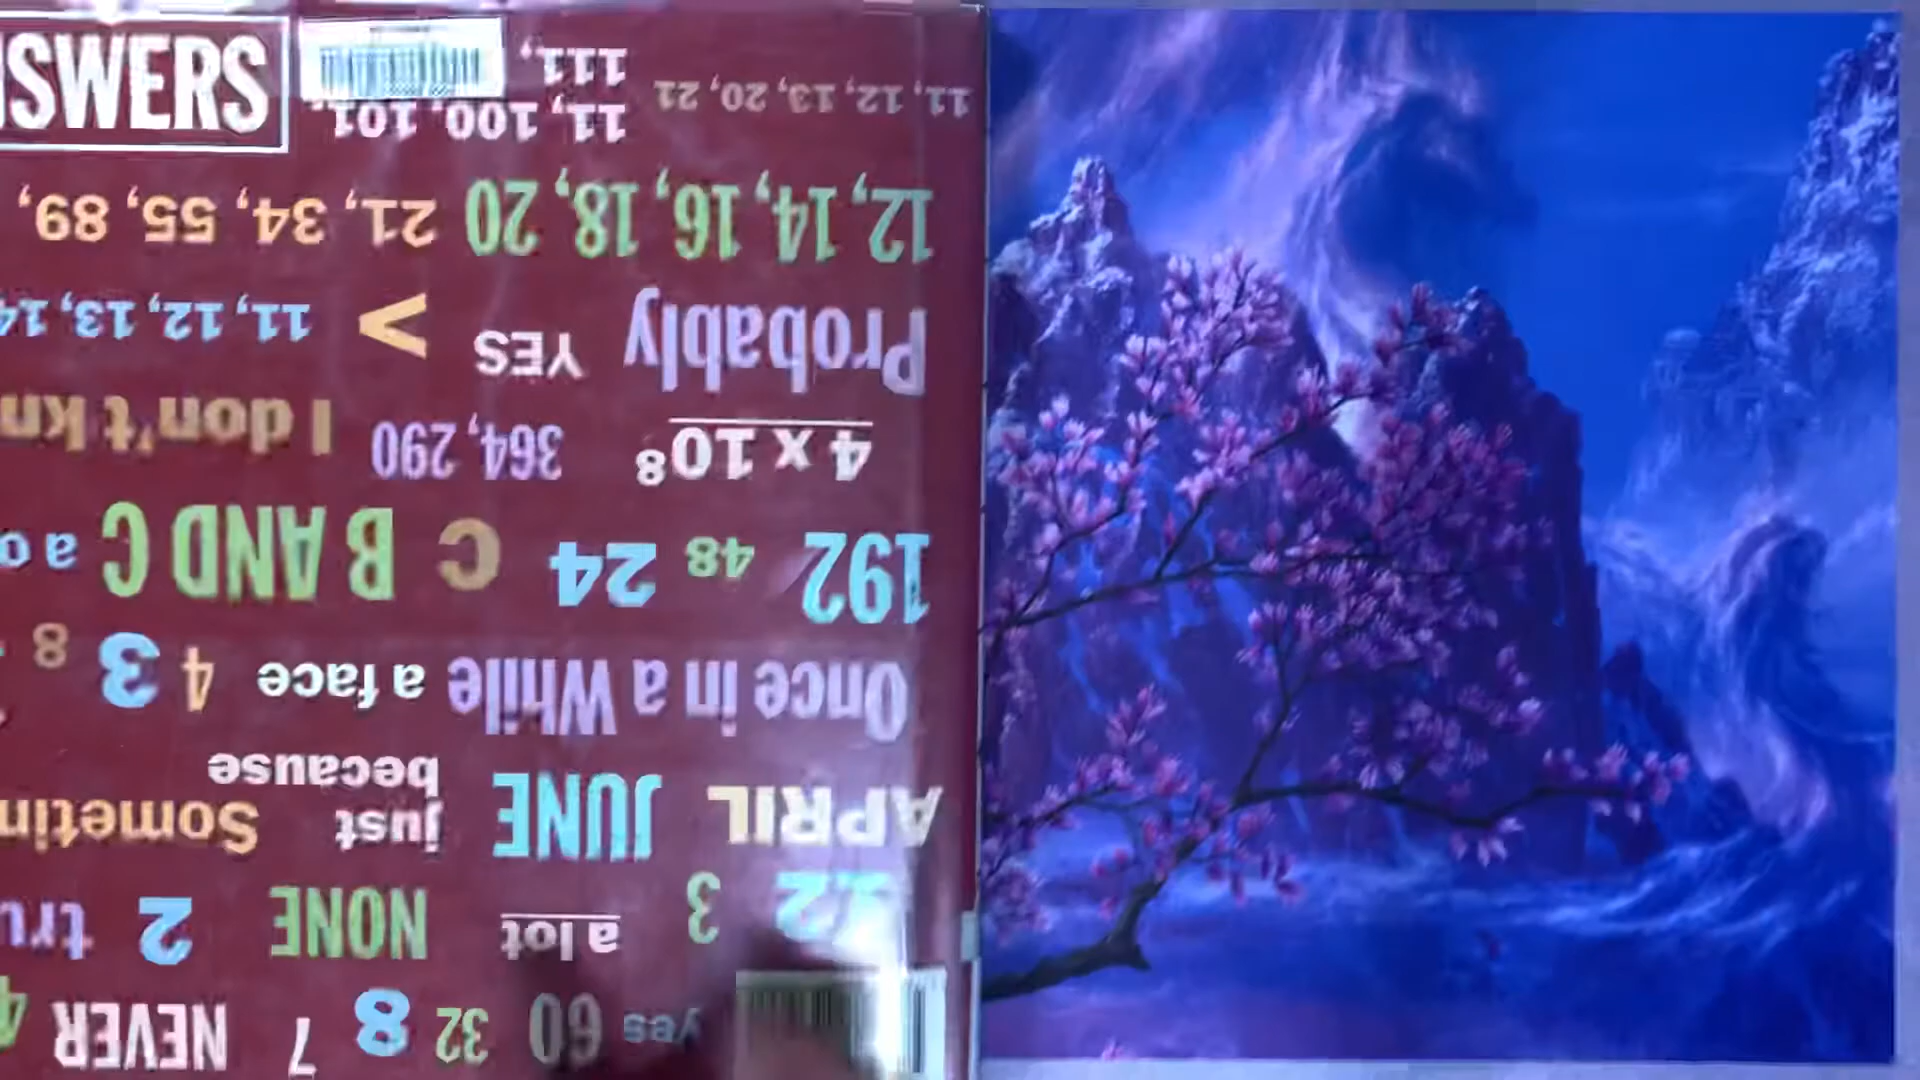 yes 60 32 8 7 NEVER
3 a lot NONE 2
APRIL JUNE just because
Once in a While a face 4 3 8
192 48 24 C B AND C a
4 x 10⁸ 364,290 I don't
Probably YES > 11, 12, 13, 14
12, 14, 16, 18, 20 21, 34, 55, 89,
11, 12, 13, 20, 21 11, 100, 101, 111,
SWERS